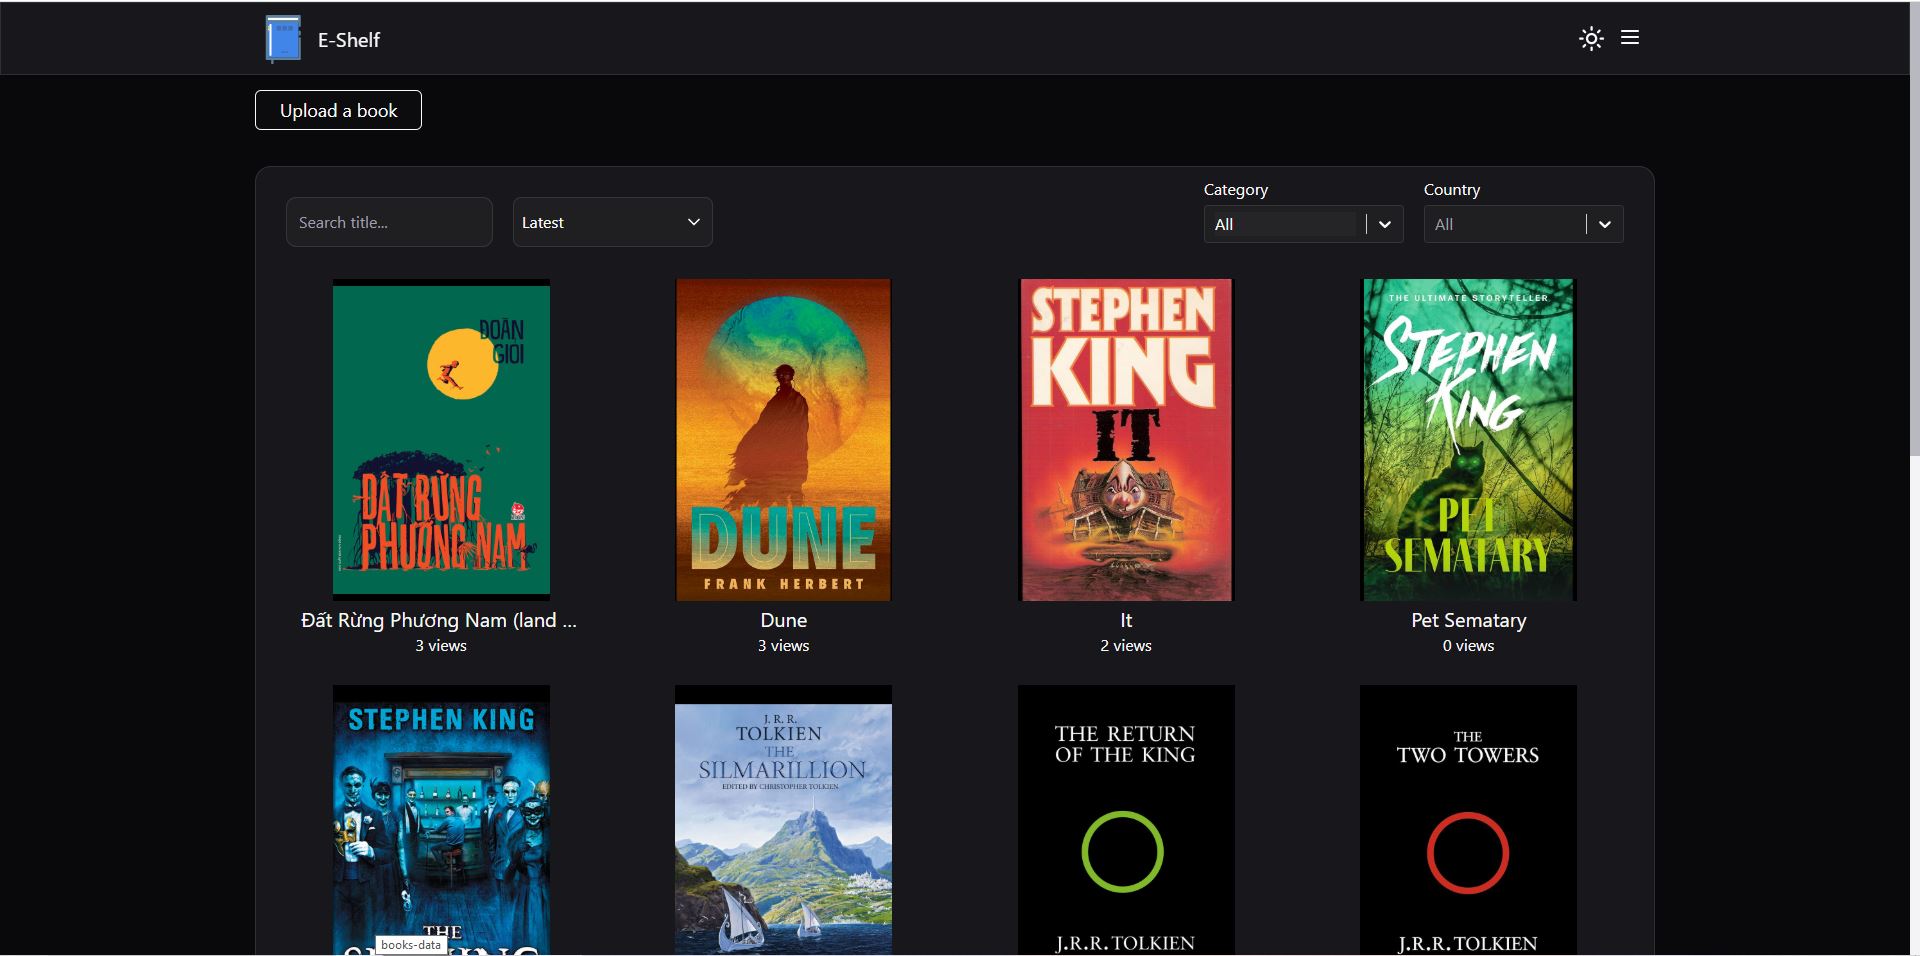 E-Shelf
Upload a book
Search title...
Latest
Category
All
Country
All
ĐOÀN
GIỎI
ĐẤT RỪNG
PHƯƠNG NAM
DUNE
FRANK HERBERT
STEPHEN
KING
IT
THE ULTIMATE STORYTELLER
STEPHEN
KING
PET
SEMATARY
Đất Rừng Phương Nam (land ...
3 views
Dune
3 views
It
2 views
Pet Sematary
0 views
STEPHEN KING
THE
books-data
J. R. R.
TOLKIEN
THE
SILMARILLION
EDITED BY CHRISTOPHER TOLKIEN
THE RETURN
OF THE KING
J.R.R. TOLKIEN
THE
TWO TOWERS
J.R.R. TOLKIEN